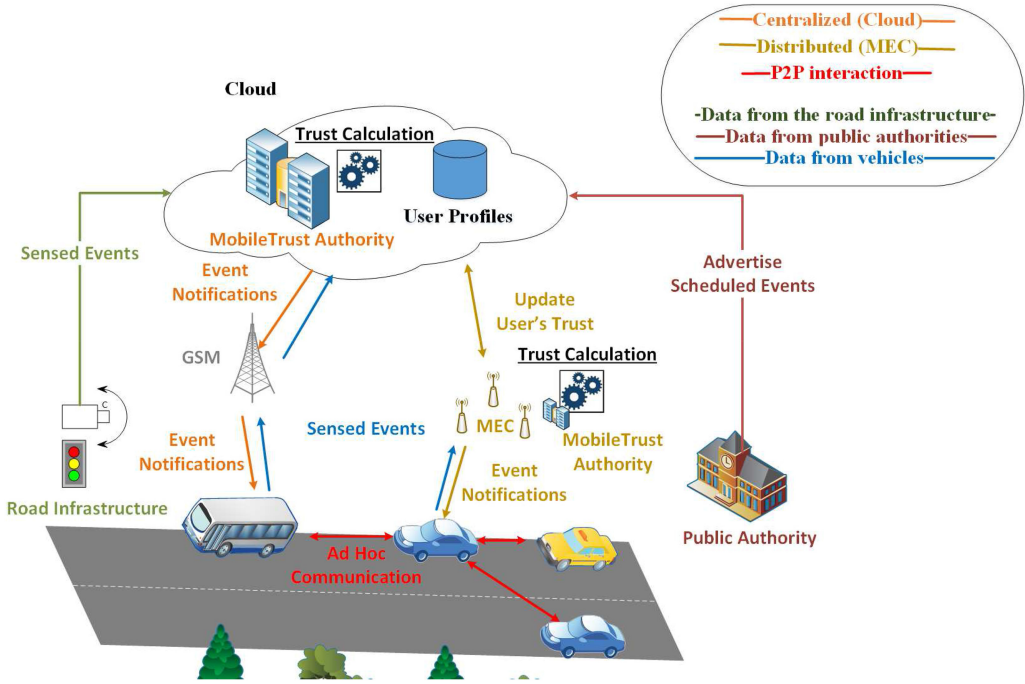 Centralized (Cloud)
Distributed (MEC)
P2P interaction
-Data from the road infrastructure-
Data from public authorities
Data from vehicles
Cloud
Trust Calculation
User Profiles
MobileTrust Authority
Sensed Events
Event
Notifications
Advertise
Scheduled Events
Update
User's Trust
GSM
Trust Calculation
C
MEC
MobileTrust
Authority
Sensed Events
Event
Notifications
Event
Notifications
Road Infrastructure
Public Authority
Ad Hoc
Communication